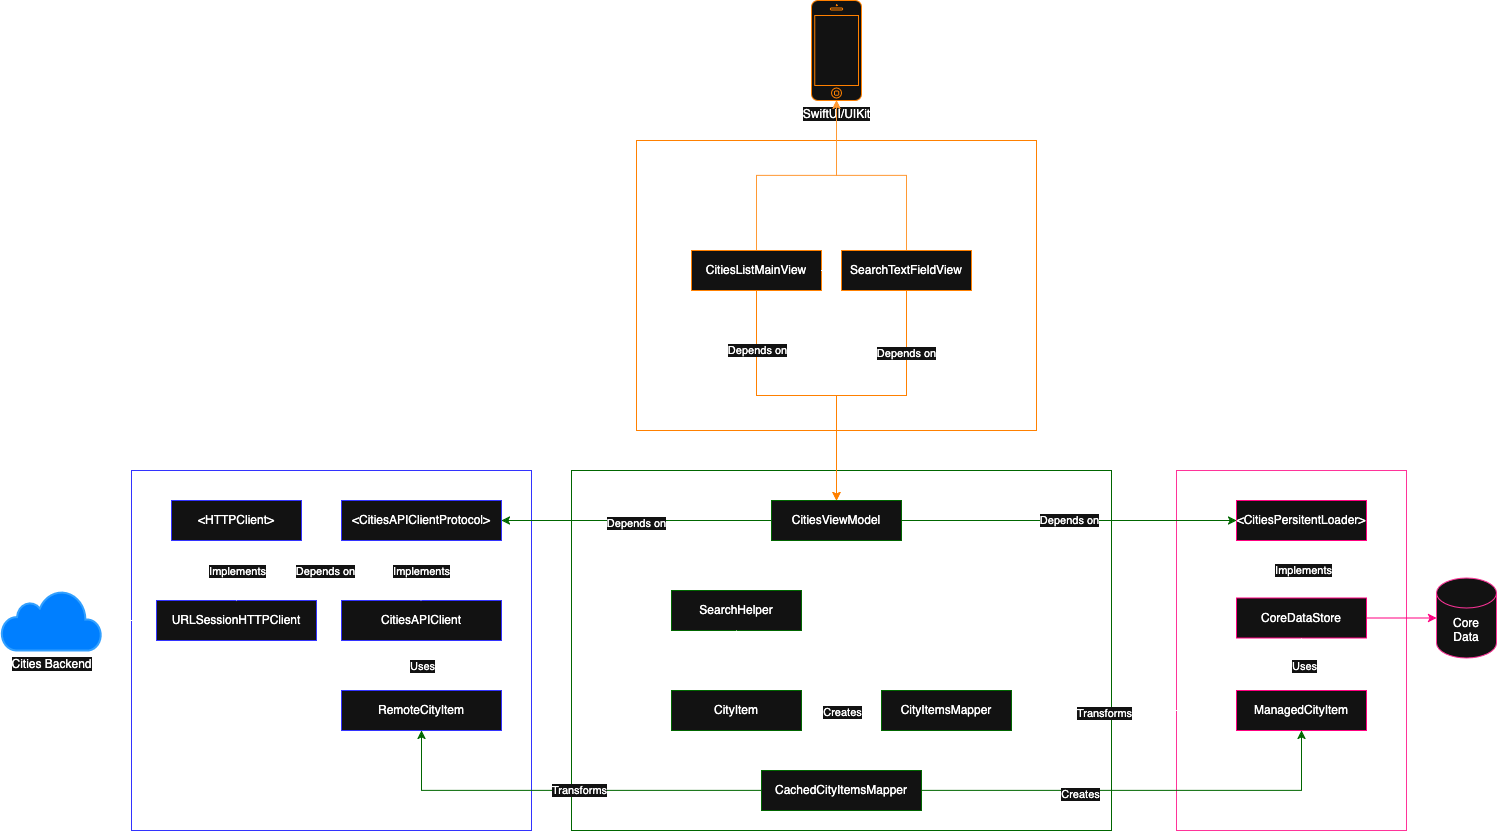 SwiftUI/UIKit
CitiesListMainView
SearchTextFieldView
Depends on
Depends on
<HTTPClient>
<CitiesAPIClientProtocol>
Depends on
CitiesViewModel
Depends on
<CitiesPersitentLoader>
Implements
Depends on
Implements
Implements
URLSessionHTTPClient
CitiesAPIClient
SearchHelper
CoreDataStore
Core
Data
Cities Backend
Uses
Uses
RemoteCityItem
CityItem
Creates
CityItemsMapper
Transforms
ManagedCityItem
Transforms
CachedCityItemsMapper
Creates